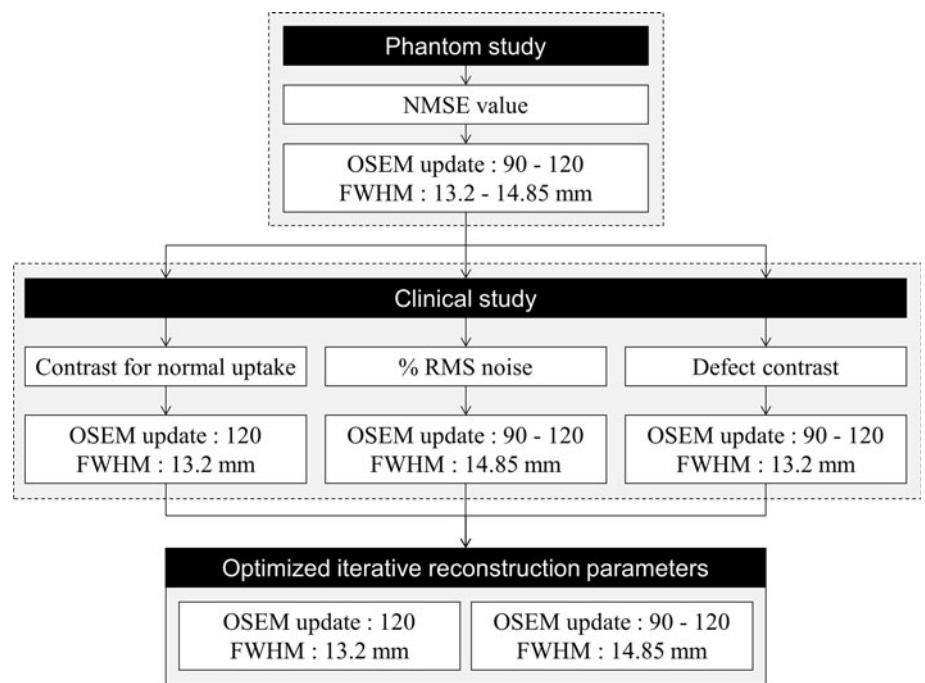 Phantom study
NMSE value
OSEM update : 90 - 120
FWHM : 13.2 - 14.85 mm
Clinical study
Contrast for normal uptake
% RMS noise
Defect contrast
OSEM update : 120
FWHM : 13.2 mm
OSEM update : 90 - 120
FWHM : 14.85 mm
OSEM update : 90 - 120
FWHM : 13.2 mm
Optimized iterative reconstruction parameters
OSEM update : 120
FWHM : 13.2 mm
OSEM update : 90 - 120
FWHM : 14.85 mm